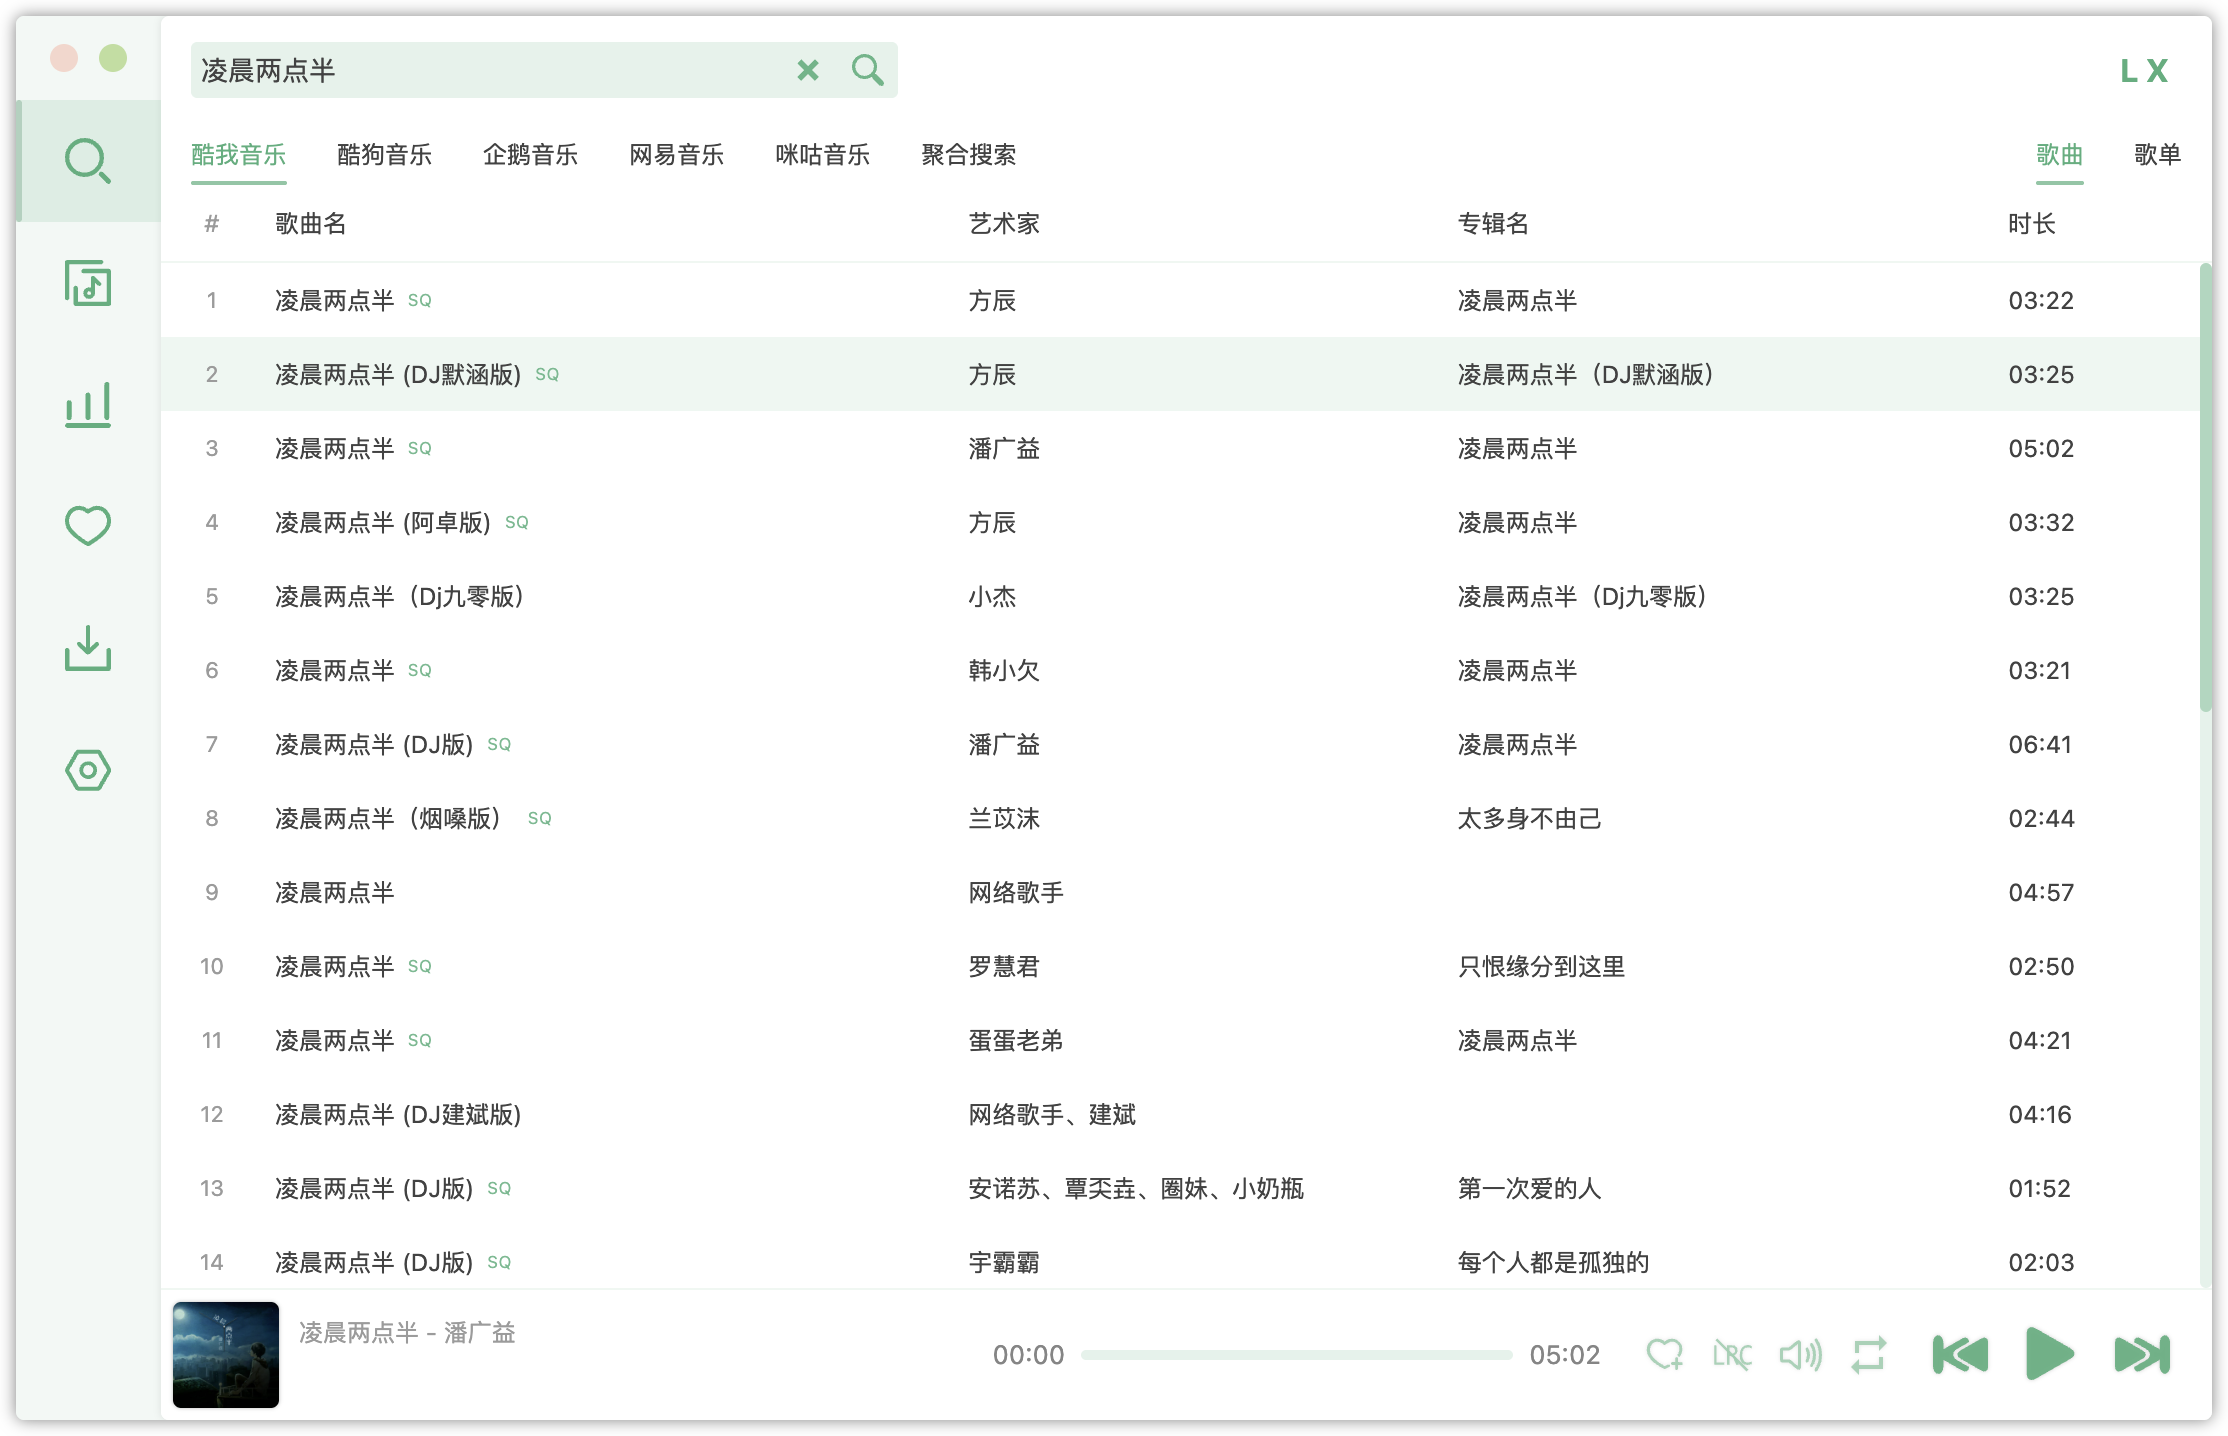 凌晨两点半
LX
酷我音乐 酷狗音乐 企鹅音乐 网易音乐 咪咕音乐 聚合搜索 歌曲 歌单
# 歌曲名 艺术家 专辑名 时长
1 凌晨两点半 SQ 方辰 凌晨两点半 03:22
2 凌晨两点半 (DJ默涵版) SQ 方辰 凌晨两点半（DJ默涵版） 03:25
3 凌晨两点半 SQ 潘广益 凌晨两点半 05:02
4 凌晨两点半 (阿卓版) SQ 方辰 凌晨两点半 03:32
5 凌晨两点半（Dj九零版） 小杰 凌晨两点半（Dj九零版） 03:25
6 凌晨两点半 SQ 韩小欠 凌晨两点半 03:21
7 凌晨两点半 (DJ版) SQ 潘广益 凌晨两点半 06:41
8 凌晨两点半（烟嗓版） SQ 兰苡沫 太多身不由己 02:44
9 凌晨两点半 网络歌手 04:57
10 凌晨两点半 SQ 罗慧君 只恨缘分到这里 02:50
11 凌晨两点半 SQ 蛋蛋老弟 凌晨两点半 04:21
12 凌晨两点半 (DJ建斌版) 网络歌手、建斌 04:16
13 凌晨两点半 (DJ版) SQ 安诺苏、覃奀垚、圈妹、小奶瓶 第一次爱的人 01:52
14 凌晨两点半 (DJ版) SQ 宇霸霸 每个人都是孤独的 02:03
凌晨两点半 - 潘广益
00:00 05:02 LRC